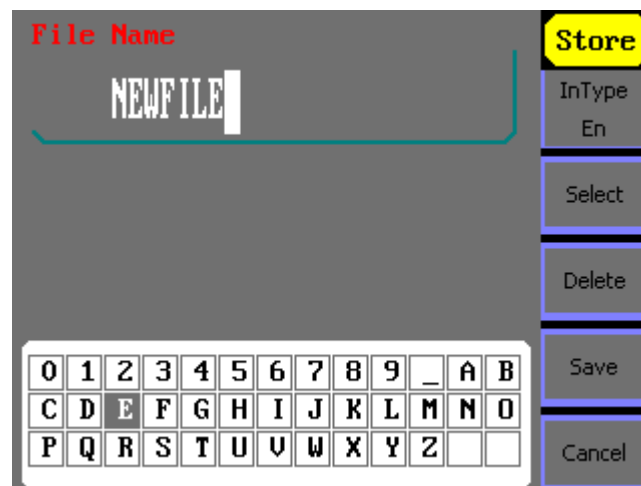 File Name
NEWFILE
Store
InType
En
Select
Delete
Save
Cancel
0 1 2 3 4 5 6 7 8 9 _ A B
C D E F G H I J K L M N O
P Q R S T U V W X Y Z